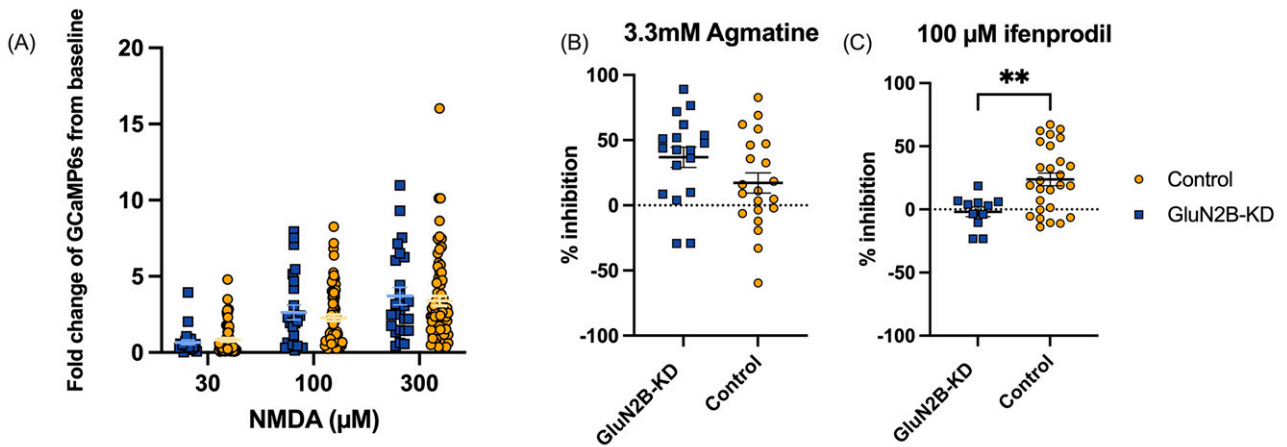 (A)
Fold change of GCaMP6s from baseline
20
15
10
5
0
30 100 300
NMDA (µM)
(B)
3.3mM Agmatine
% inhibition
100
50
0
-50
-100
GluN2B-KD
Control
(C)
100 µM ifenprodil
**
% inhibition
100
50
0
-50
-100
GluN2B-KD
Control
Control
GluN2B-KD